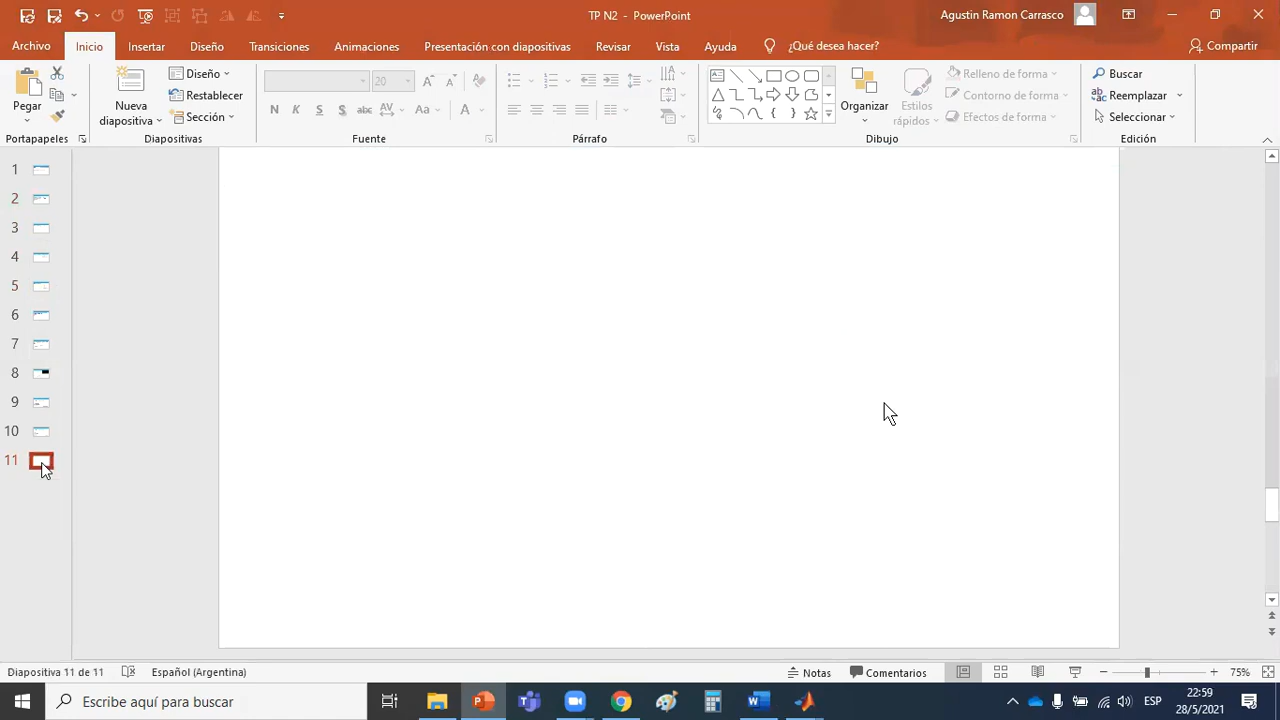 TP N2 - PowerPoint
Agustin Ramon Carrasco
Archivo
Inicio
Insertar
Diseño
Transiciones
Animaciones
Presentación con diapositivas
Revisar
Vista
Ayuda
¿Qué desea hacer?
Compartir
Pegar
Portapapeles
Nueva
diapositiva
Diseño
Restablecer
Sección
Diapositivas
20
N K S S abc AV Aa A
Fuente
Párrafo
Organizar
Estilos
rápidos
Relleno de forma
Contorno de forma
Efectos de forma
Dibujo
Buscar
Reemplazar
Seleccionar
Edición
1
2
3
4
5
6
7
8
9
10
11
Diapositiva 11 de 11
Español (Argentina)
Notas
Comentarios
75%
Escribe aquí para buscar
ESP
22:59
28/5/2021